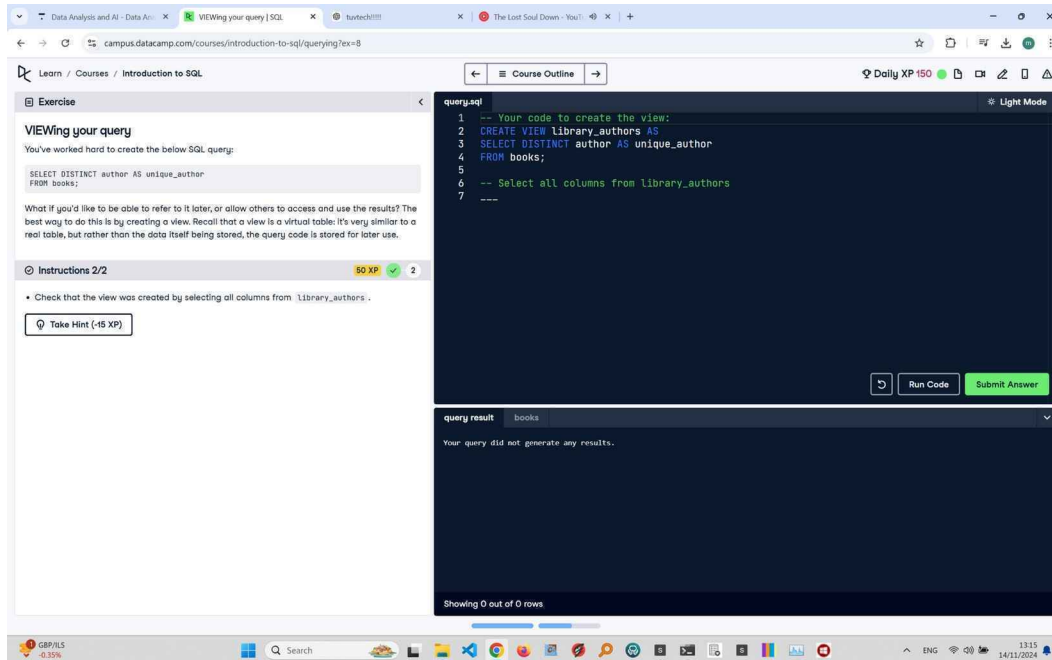 Data Analysis and AI - Data An
VIEWing your query | SQL
tuvtech!!!!!
The Lost Soul Down - YouT
campus.datacamp.com/courses/introduction-to-sql/querying?ex=8
Learn / Courses / Introduction to SQL
Course Outline
Daily XP 150
Exercise
VIEWing your query
You've worked hard to create the below SQL query:
SELECT DISTINCT author AS unique_author
FROM books;
What if you'd like to be able to refer to it later, or allow others to access and use the results? The
best way to do this is by creating a view. Recall that a view is a virtual table: it's very similar to a
real table, but rather than the data itself being stored, the query code is stored for later use.
Instructions 2/2
50 XP
2
• Check that the view was created by selecting all columns from library_authors .
Take Hint (-15 XP)
query.sql
Light Mode
1 -- Your code to create the view:
2 CREATE VIEW library_authors AS
3 SELECT DISTINCT author AS unique_author
4 FROM books;
5
6 -- Select all columns from library_authors
7 ___
Run Code
Submit Answer
query result
books
Your query did not generate any results.
Showing 0 out of 0 rows
GBP/ILS
-0.35%
Search
ENG
13:15
14/11/2024